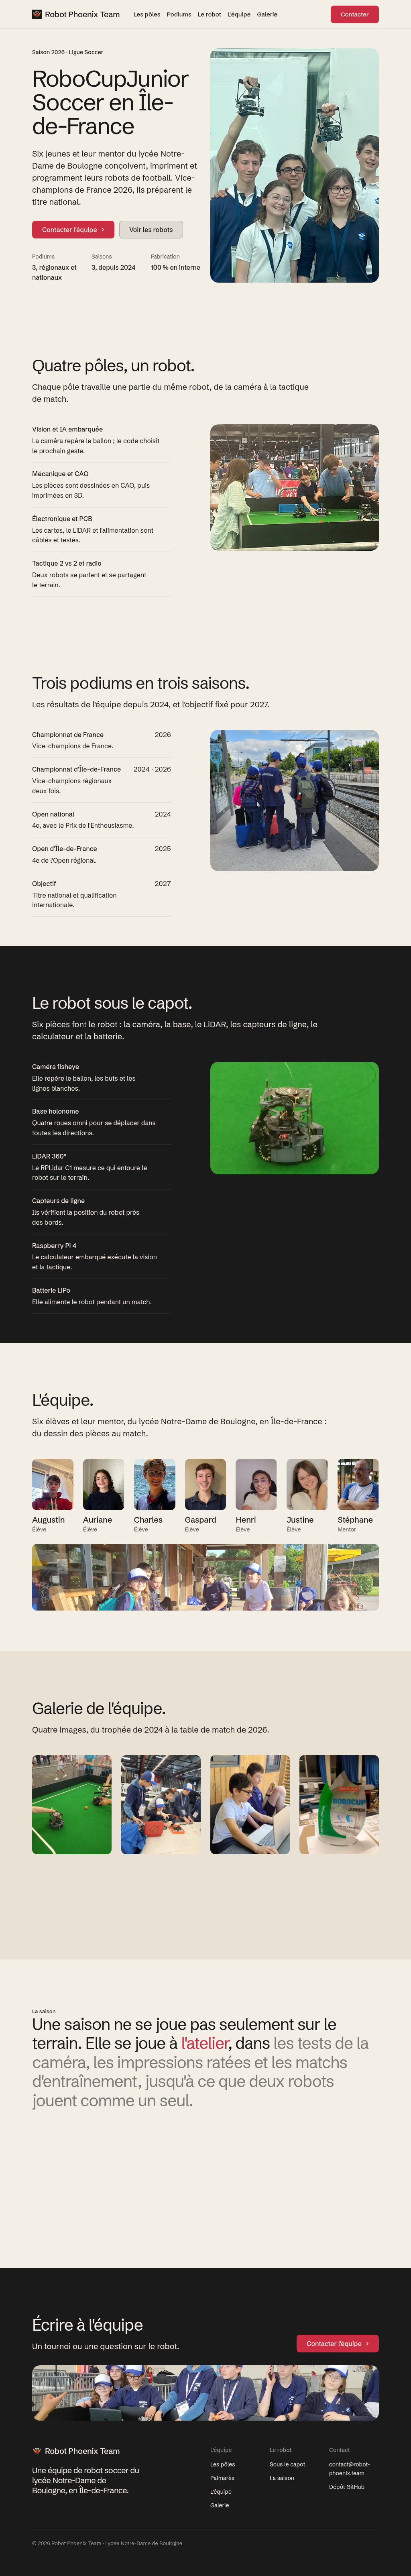 Robot Phoenix Team
Les pôles
Podiums
Le robot
L'équipe
Galerie
Contacter
Saison 2026 · Ligue Soccer
RoboCupJunior
Soccer en Île-
de-France
Six jeunes et leur mentor du lycée Notre-
Dame de Boulogne conçoivent, impriment et
programment leurs robots de football. Vice-
champions de France 2026, ils préparent le
titre national.
Contacter l'équipe
Voir les robots
Podiums
3, régionaux et
nationaux
Saisons
3, depuis 2024
Fabrication
100 % en interne
Quatre pôles, un robot.
Chaque pôle travaille une partie du même robot, de la caméra à la tactique
de match.
Vision et IA embarquée
La caméra repère le ballon ; le code choisit
le prochain geste.
Mécanique et CAO
Les pièces sont dessinées en CAO, puis
imprimées en 3D.
Électronique et PCB
Les cartes, le LiDAR et l'alimentation sont
câblés et testés.
Tactique 2 vs 2 et radio
Deux robots se parlent et se partagent
le terrain.
Trois podiums en trois saisons.
Les résultats de l'équipe depuis 2024, et l'objectif fixé pour 2027.
Championnat de France 2026
Vice-champions de France.
Championnat d'Île-de-France 2024 · 2026
Vice-champions régionaux
deux fois.
Open national 2024
4e, avec le Prix de l'Enthousiasme.
Open d'Île-de-France 2025
4e de l'Open régional.
Objectif 2027
Titre national et qualification
internationale.
Le robot sous le capot.
Six pièces font le robot : la caméra, la base, le LiDAR, les capteurs de ligne, le
calculateur et la batterie.
Caméra fisheye
Elle repère le ballon, les buts et les
lignes blanches.
Base holonome
Quatre roues omni pour se déplacer dans
toutes les directions.
LiDAR 360°
Le RPLidar C1 mesure ce qui entoure le
robot sur le terrain.
Capteurs de ligne
Ils vérifient la position du robot près
des bords.
Raspberry Pi 4
Le calculateur embarqué exécute la vision
et la tactique.
Batterie LiPo
Elle alimente le robot pendant un match.
L'équipe.
Six élèves et leur mentor, du lycée Notre-Dame de Boulogne, en Île-de-France :
du dessin des pièces au match.
Augustin
Élève
Auriane
Élève
Charles
Élève
Gaspard
Élève
Henri
Élève
Justine
Élève
Stéphane
Mentor
Galerie de l'équipe.
Quatre images, du trophée de 2024 à la table de match de 2026.
ROBOCUP
La saison
Une saison ne se joue pas seulement sur le
terrain. Elle se joue à l'atelier, dans les tests de la
caméra, les impressions ratées et les matchs
d'entraînement, jusqu'à ce que deux robots
jouent comme un seul.
Écrire à l'équipe
Un tournoi ou une question sur le robot.
Contacter l'équipe
Robot Phoenix Team
Une équipe de robot soccer du
lycée Notre-Dame de
Boulogne, en Île-de-France.
L'équipe
Les pôles
Palmarès
L'équipe
Galerie
Le robot
Sous le capot
La saison
Contact
contact@robot-
phoenix.team
Dépôt GitHub
© 2026 Robot Phoenix Team · Lycée Notre-Dame de Boulogne